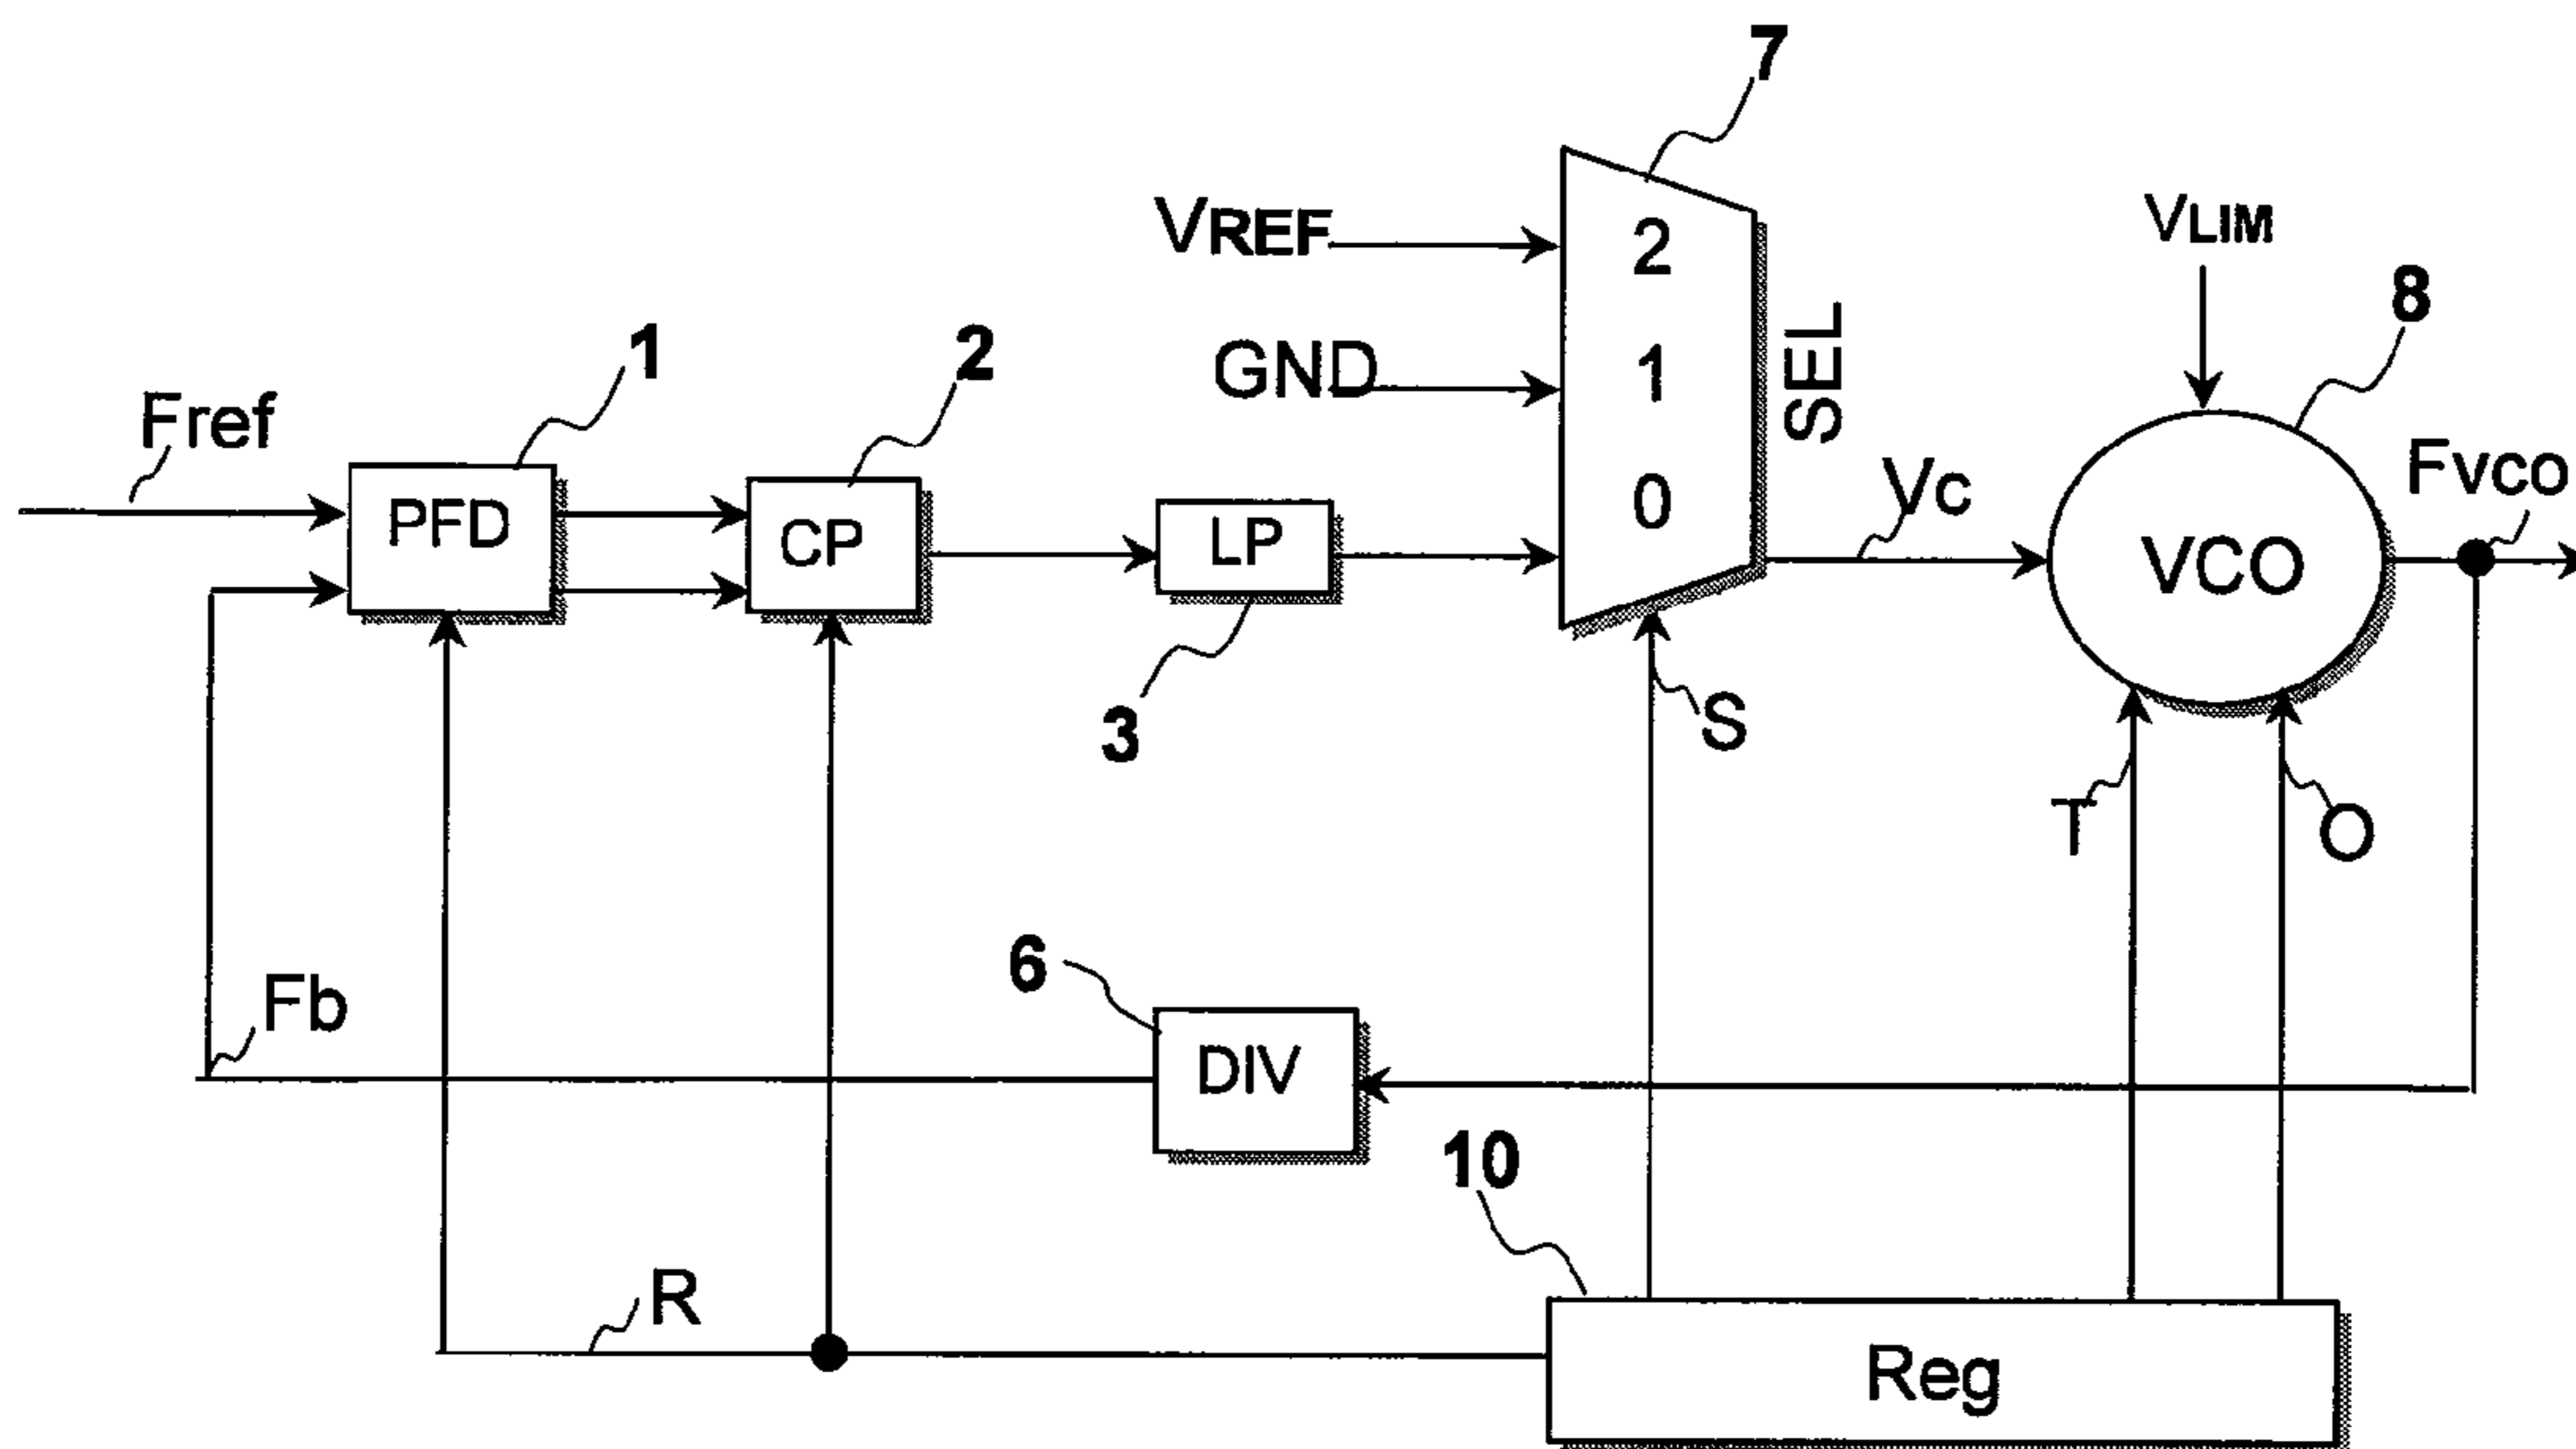 7
VREF
2
VLIM
8
1
2
GND
1
SEL
Fref
Fvco
PFD
CP
LP
0
Vc
VCO
3
S
T
O
6
Fb
DIV
10
R
Reg